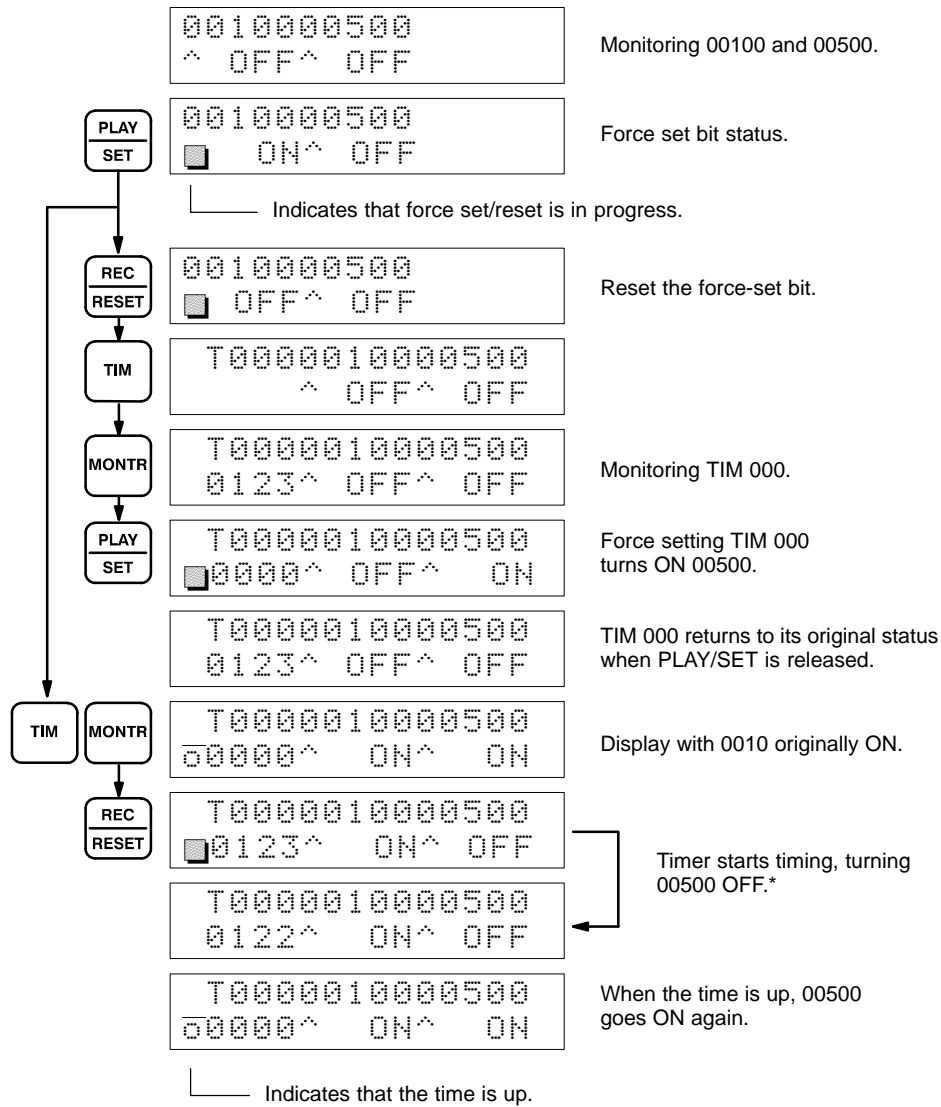 0010000500
^ OFF^ OFF
Monitoring 00100 and 00500.
PLAY
SET
0010000500
ON^ OFF
Force set bit status.
Indicates that force set/reset is in progress.
REC
RESET
0010000500
OFF^ OFF
Reset the force-set bit.
TIM
T0000010000500
^ OFF^ OFF
MONTR
T0000010000500
0123^ OFF^ OFF
Monitoring TIM 000.
PLAY
SET
T0000010000500
0000^ OFF^ ON
Force setting TIM 000
turns ON 00500.
T0000010000500
0123^ OFF^ OFF
TIM 000 returns to its original status
when PLAY/SET is released.
TIM
MONTR
T0000010000500
o̅0000^ ON^ ON
Display with 0010 originally ON.
REC
RESET
T0000010000500
0123^ ON^ OFF
Timer starts timing, turning
00500 OFF.*
T0000010000500
0122^ ON^ OFF
T0000010000500
o̅0000^ ON^ ON
When the time is up, 00500
goes ON again.
Indicates that the time is up.